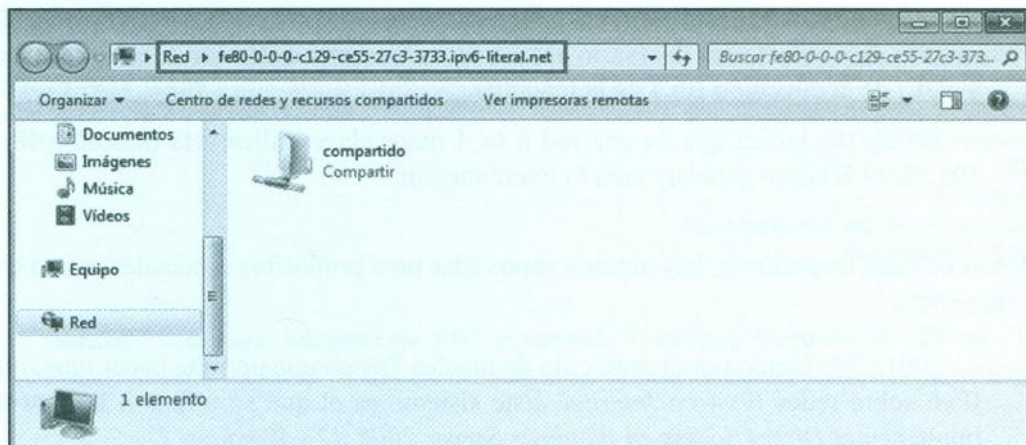 Red ▸ fe80-0-0-0-c129-ce55-27c3-3733.ipv6-literal.net
Buscar fe80-0-0-0-c129-ce55-27c3-373...
Organizar
Centro de redes y recursos compartidos
Ver impresoras remotas
Documentos
Imágenes
Música
Vídeos
Equipo
Red
compartido
Compartir
1 elemento